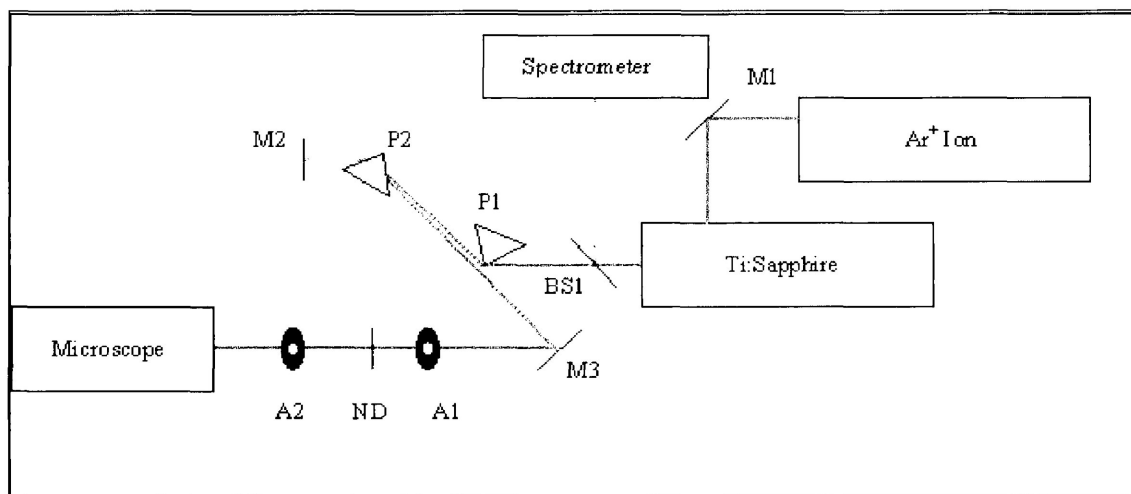 Spectrometer
M1
Ar+ Ion
M2
P2
P1
BS1
Ti:Sapphire
Microscope
M3
A2
ND
A1